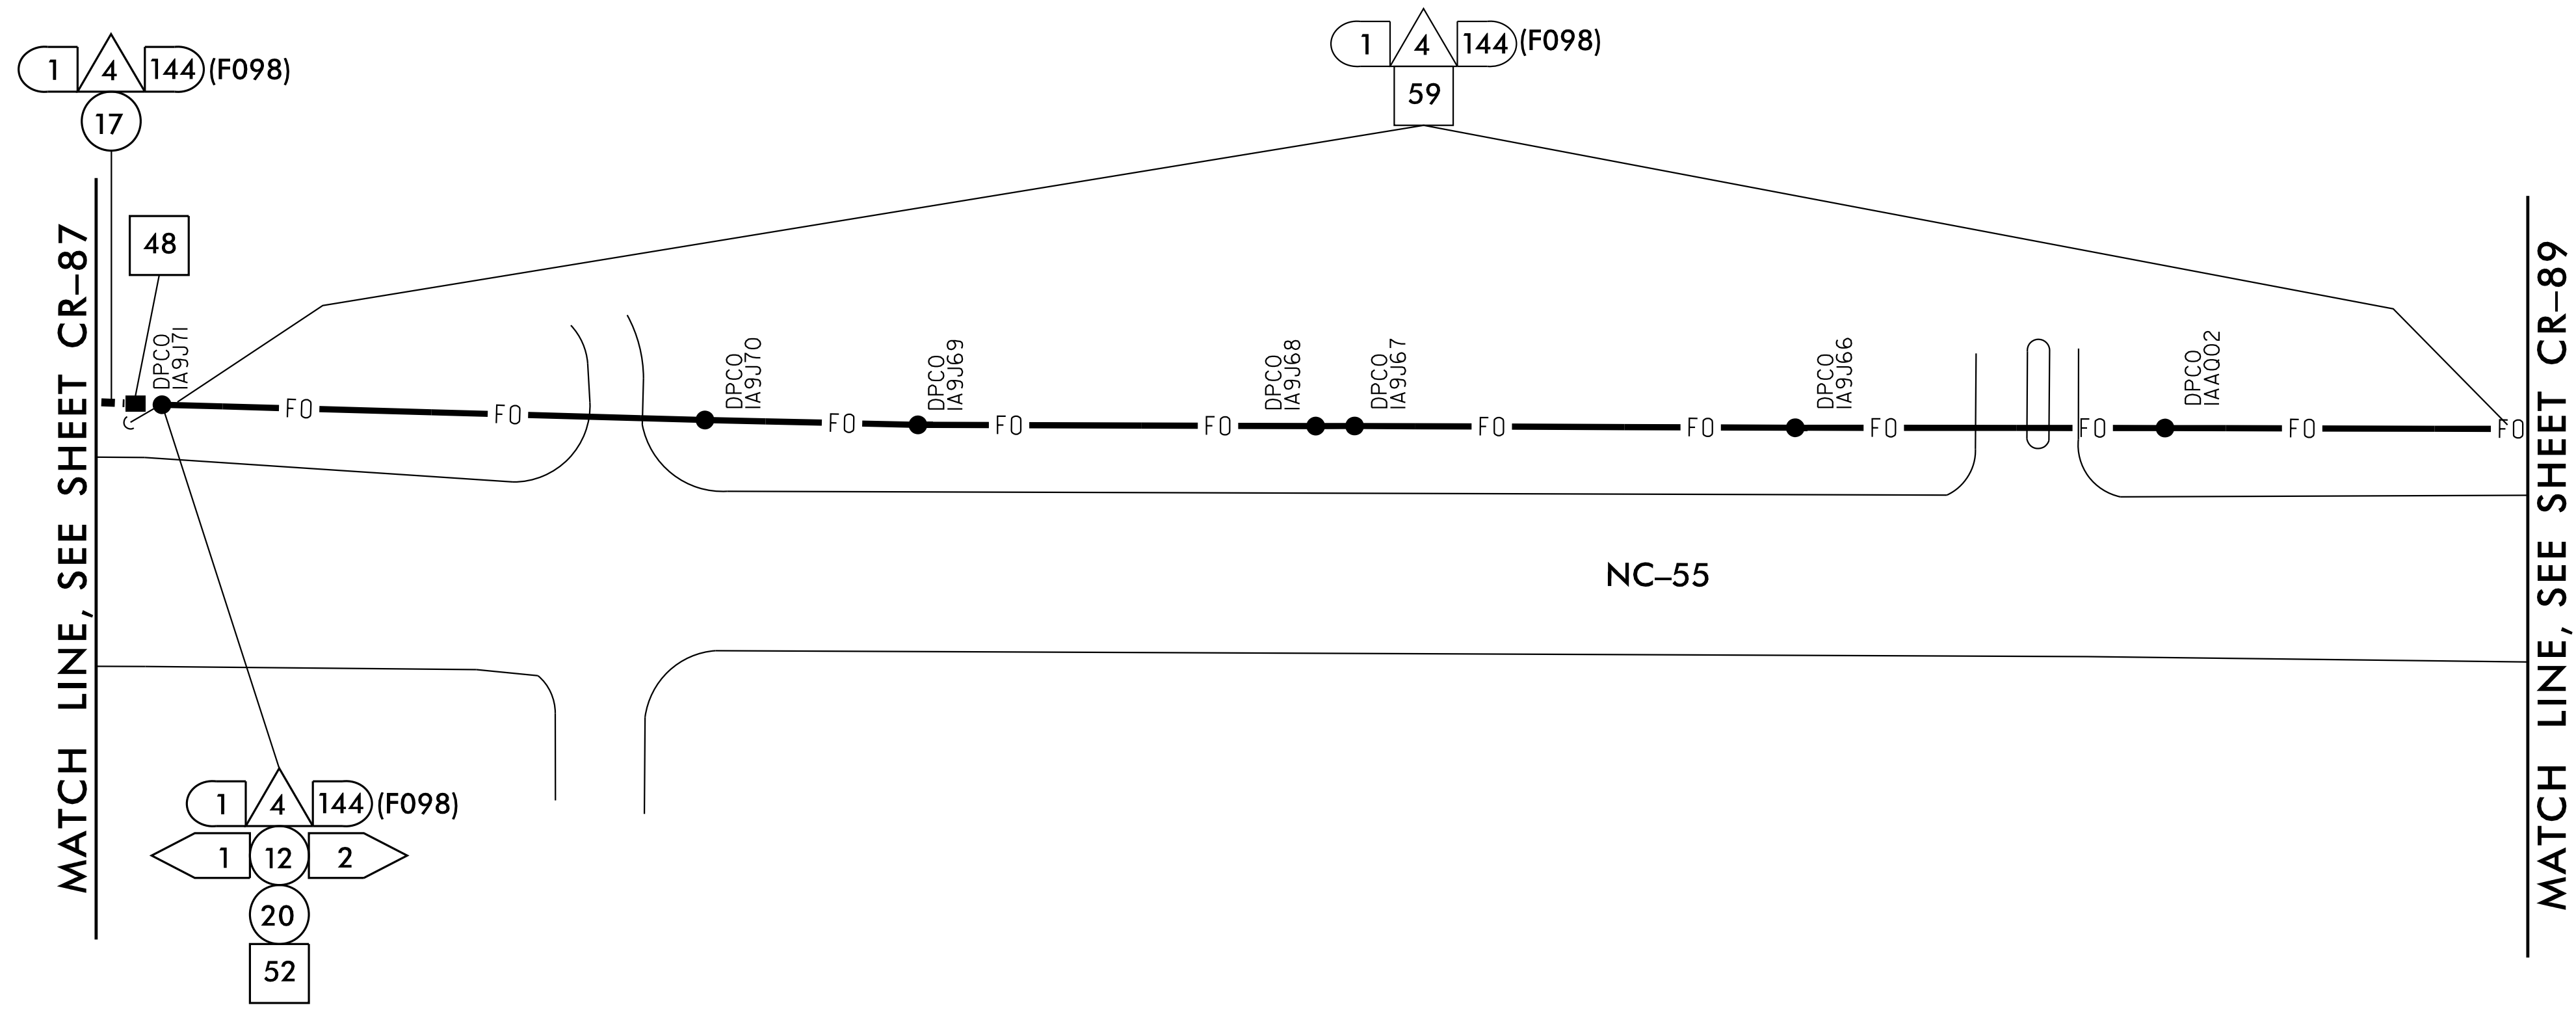 1 4 144 (F098)
17
1 4 144 (F098)
59
48
MATCH LINE, SEE SHEET CR-87
DPCO
IA9J71
DPCO
IA9J70
DPCO
IA9J69
DPCO
IA9J68
DPCO
IA9J67
DPCO
IA9J66
DPCO
IAAQ02
FO FO FO FO FO FO FO FO FO FO FO
NC-55
MATCH LINE, SEE SHEET CR-89
1 4 144 (F098)
1 12 2
20
52